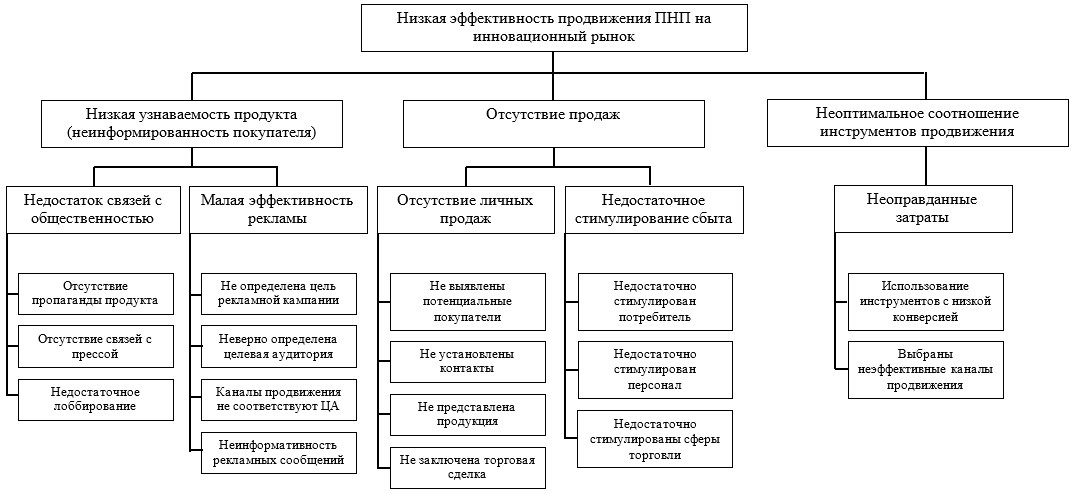 Низкая эффективность продвижения ПНП на
инновационный рынок
Низкая узнаваемость продукта
(неинформированность покупателя)
Отсутствие продаж
Неоптимальное соотношение
инструментов продвижения
Недостаток связей с
общественностью
Малая эффективность
рекламы
Отсутствие личных
продаж
Недостаточное
стимулирование сбыта
Неоправданные
затраты
Отсутствие
пропаганды продукта
Отсутствие связей с
прессой
Недостаточное
лоббирование
Не определена цель
рекламной кампании
Неверно определена
целевая аудитория
Каналы продвижения
не соответствуют ЦА
Неинформативность
рекламных сообщений
Не выявлены
потенциальные
покупатели
Не установлены
контакты
Не представлена
продукция
Не заключена торговая
сделка
Недостаточно
стимулирован
потребитель
Недостаточно
стимулирован
персонал
Недостаточно
стимулированы сферы
торговли
Использование
инструментов с низкой
конверсией
Выбраны
неэффективные каналы
продвижения